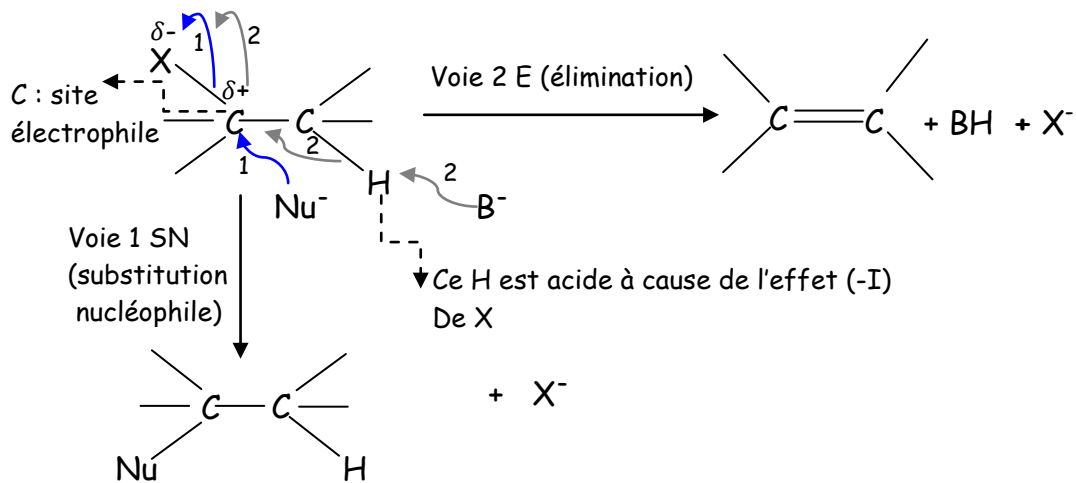 δ-
1
2
X
Voie 2 E (élimination)
C : site
électrophile
δ+
C
C
C
C
+ BH + X⁻
2
1
2
H
Nu⁻
B⁻
Voie 1 SN
(substitution
nucléophile)
Ce H est acide à cause de l'effet (-I)
De X
+ X⁻
C
C
Nu
H